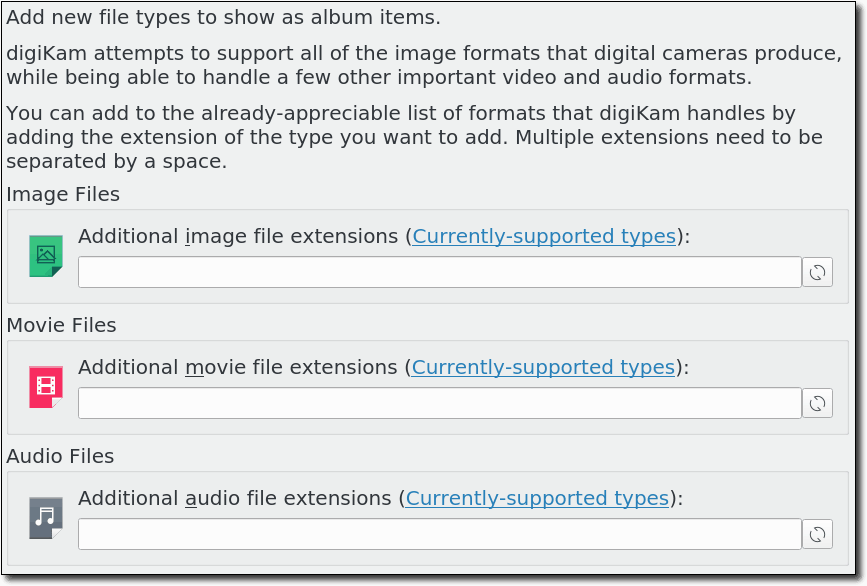 Add new file types to show as album items.
digiKam attempts to support all of the image formats that digital cameras produce,
while being able to handle a few other important video and audio formats.
You can add to the already-appreciable list of formats that digiKam handles by
adding the extension of the type you want to add. Multiple extensions need to be
separated by a space.
Image Files
Additional image file extensions (Currently-supported types):
Movie Files
Additional movie file extensions (Currently-supported types):
Audio Files
Additional audio file extensions (Currently-supported types):